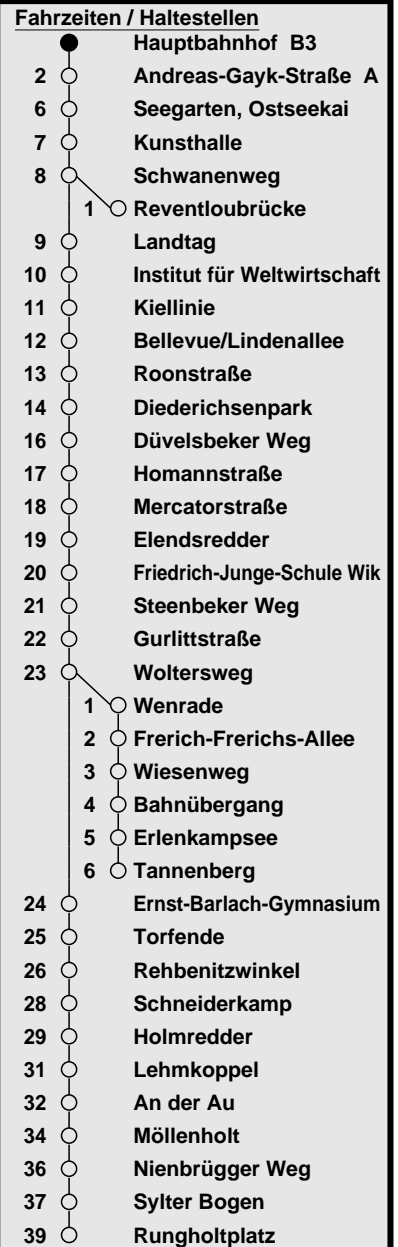 Fahrzeiten / Haltestellen
Hauptbahnhof B3
2 Andreas-Gayk-Straße A
6 Seegarten, Ostseekai
7 Kunsthalle
8 Schwanenweg
1 Reventloubrücke
9 Landtag
10 Institut für Weltwirtschaft
11 Kiellinie
12 Bellevue/Lindenallee
13 Roonstraße
14 Diederichsenpark
16 Düvelsbeker Weg
17 Homannstraße
18 Mercatorstraße
19 Elendsredder
20 Friedrich-Junge-Schule Wik
21 Steenbeker Weg
22 Gurlittstraße
23 Woltersweg
1 Wenrade
2 Frerich-Frerichs-Allee
3 Wiesenweg
4 Bahnübergang
5 Erlenkampsee
6 Tannenberg
24 Ernst-Barlach-Gymnasium
25 Torfende
26 Rehbenitzwinkel
28 Schneiderkamp
29 Holmredder
31 Lehmkoppel
32 An der Au
34 Möllenholt
36 Nienbrügger Weg
37 Sylter Bogen
39 Rungholtplatz